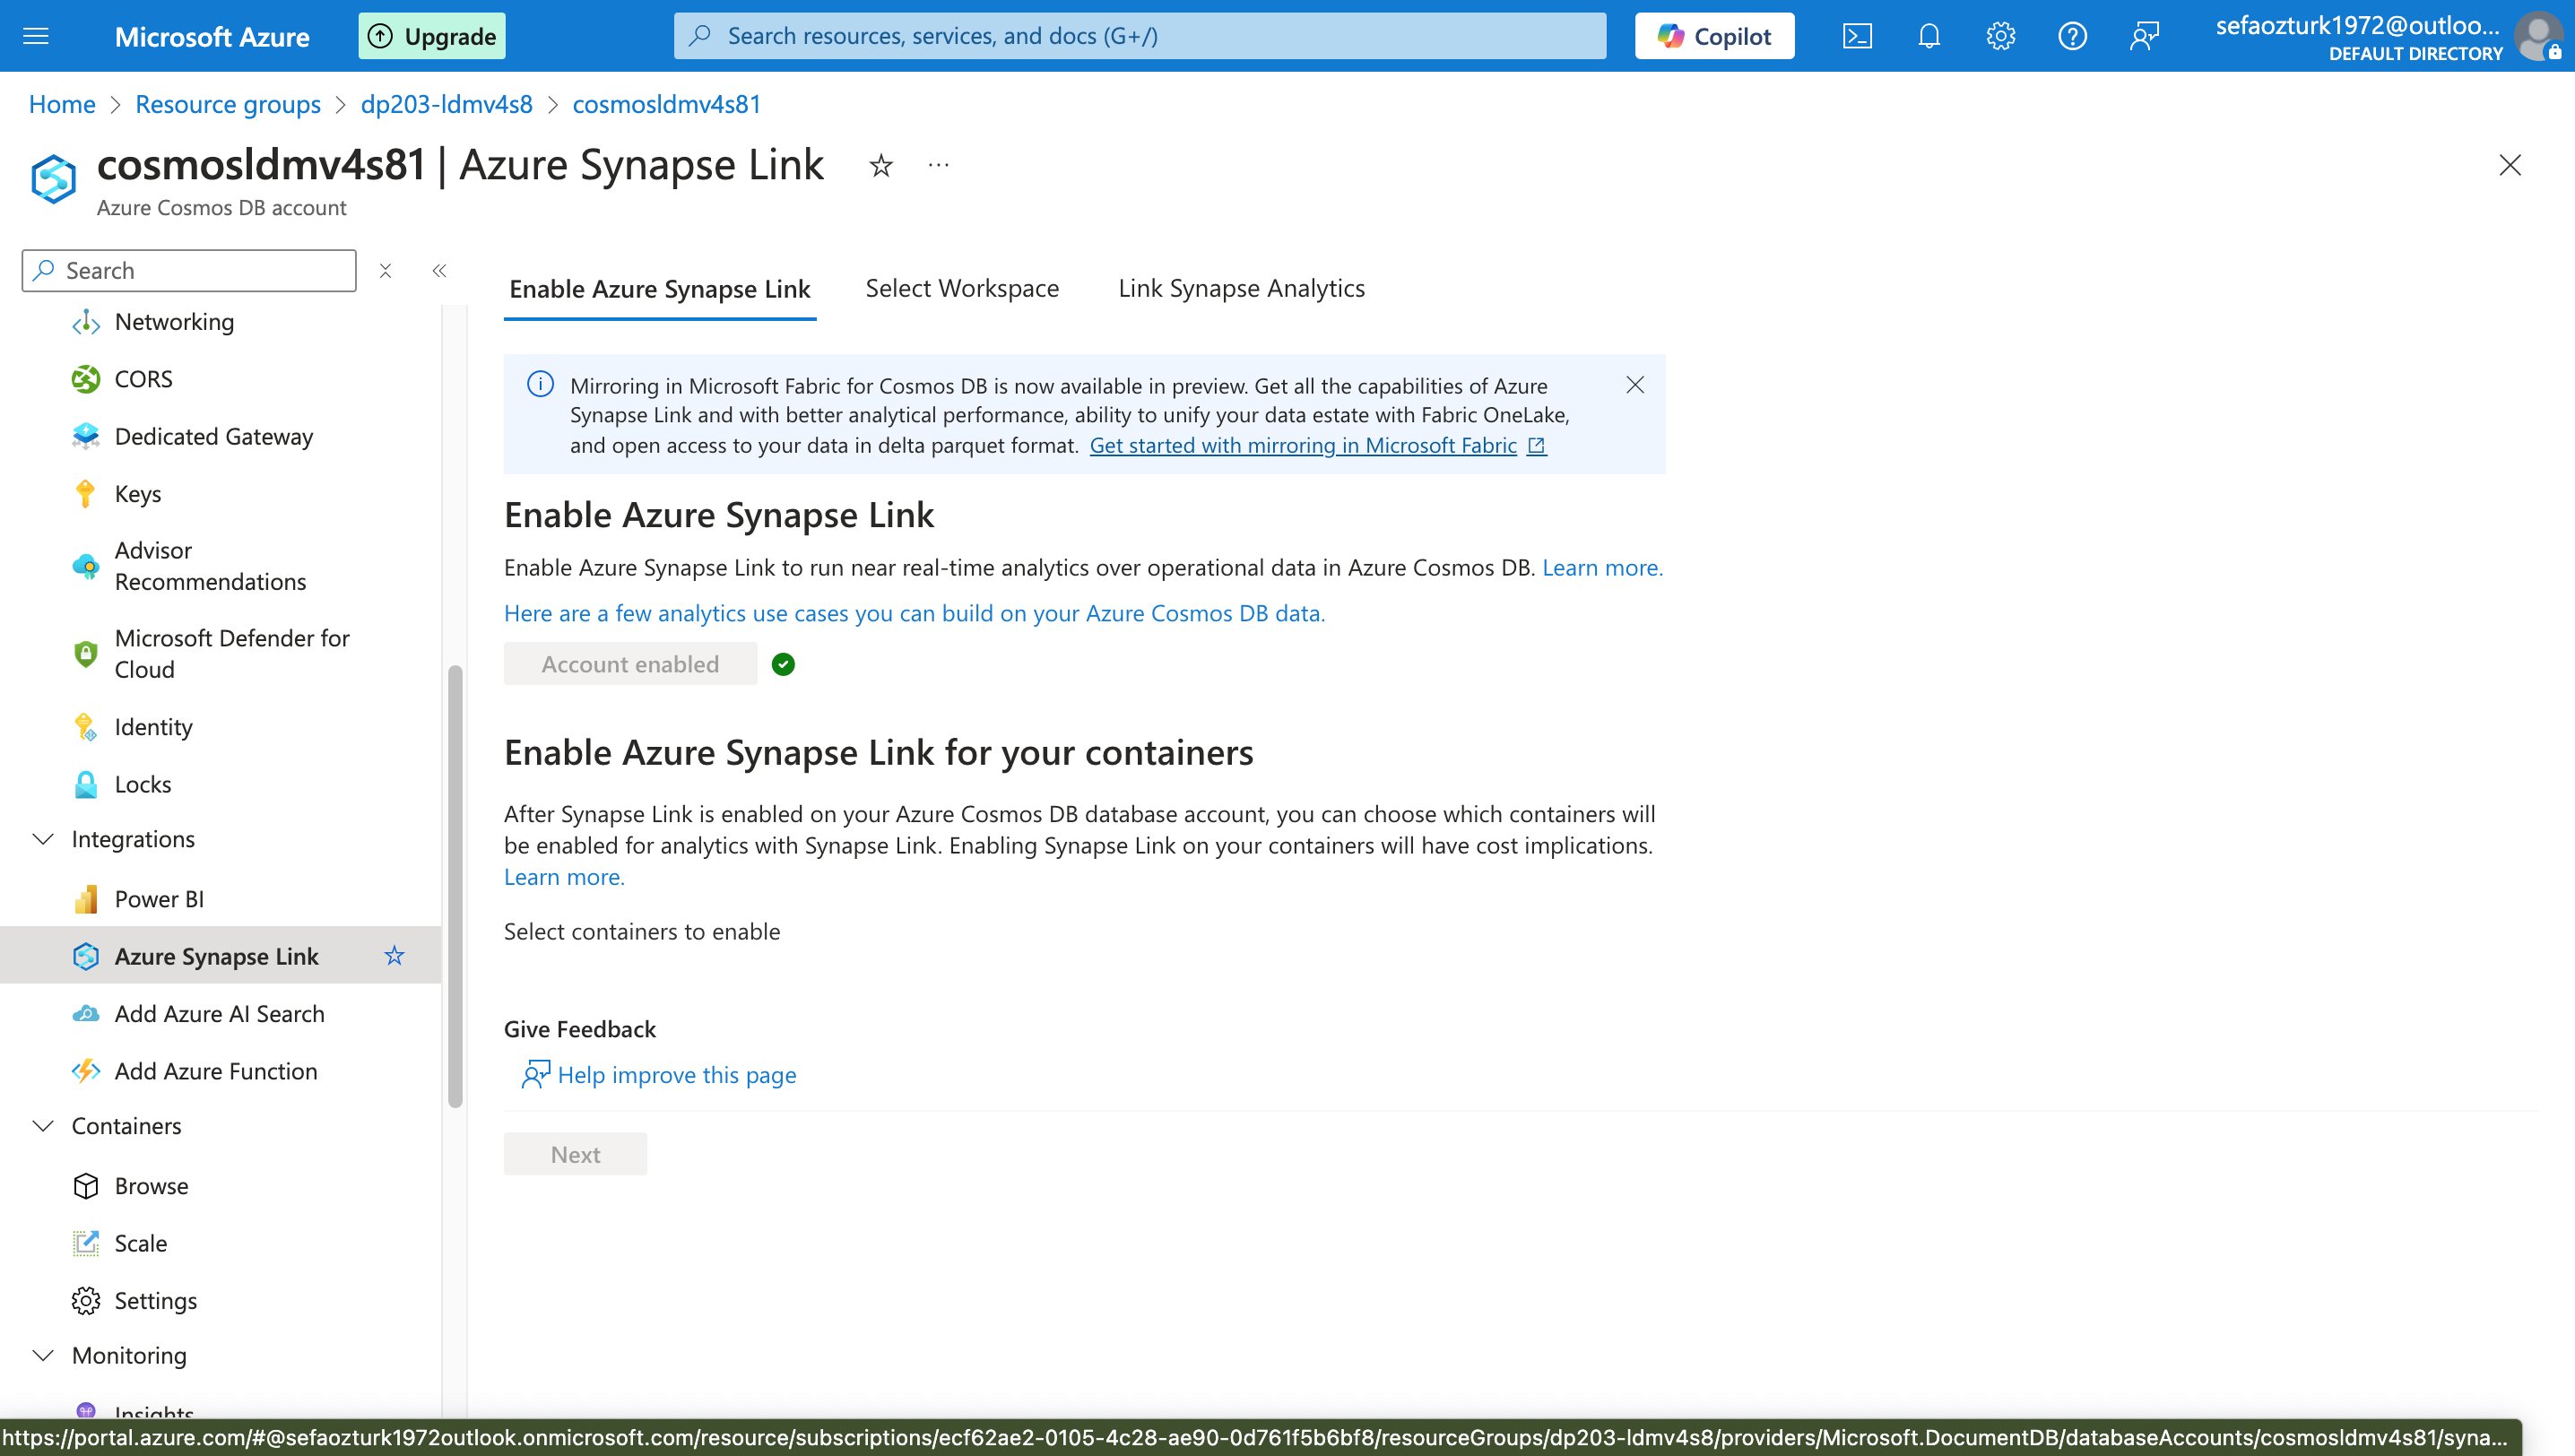 Microsoft Azure
Upgrade
Search resources, services, and docs (G+/)
Copilot
sefaozturk1972@outloo...
DEFAULT DIRECTORY
Home > Resource groups > dp203-ldmv4s8 > cosmosldmv4s81
cosmosldmv4s81 | Azure Synapse Link
Azure Cosmos DB account
Search
Networking
CORS
Dedicated Gateway
Keys
Advisor
Recommendations
Microsoft Defender for
Cloud
Identity
Locks
Integrations
Power BI
Azure Synapse Link
Add Azure AI Search
Add Azure Function
Containers
Browse
Scale
Settings
Monitoring
Insights
Enable Azure Synapse Link
Select Workspace
Link Synapse Analytics
Mirroring in Microsoft Fabric for Cosmos DB is now available in preview. Get all the capabilities of Azure
Synapse Link and with better analytical performance, ability to unify your data estate with Fabric OneLake,
and open access to your data in delta parquet format. Get started with mirroring in Microsoft Fabric
Enable Azure Synapse Link
Enable Azure Synapse Link to run near real-time analytics over operational data in Azure Cosmos DB. Learn more.
Here are a few analytics use cases you can build on your Azure Cosmos DB data.
Account enabled
Enable Azure Synapse Link for your containers
After Synapse Link is enabled on your Azure Cosmos DB database account, you can choose which containers will
be enabled for analytics with Synapse Link. Enabling Synapse Link on your containers will have cost implications.
Learn more.
Select containers to enable
Give Feedback
Help improve this page
Next
https://portal.azure.com/#@sefaozturk1972outlook.onmicrosoft.com/resource/subscriptions/ecf62ae2-0105-4c28-ae90-0d761f5b6bf8/resourceGroups/dp203-ldmv4s8/providers/Microsoft.DocumentDB/databaseAccounts/cosmosldmv4s81/syna...